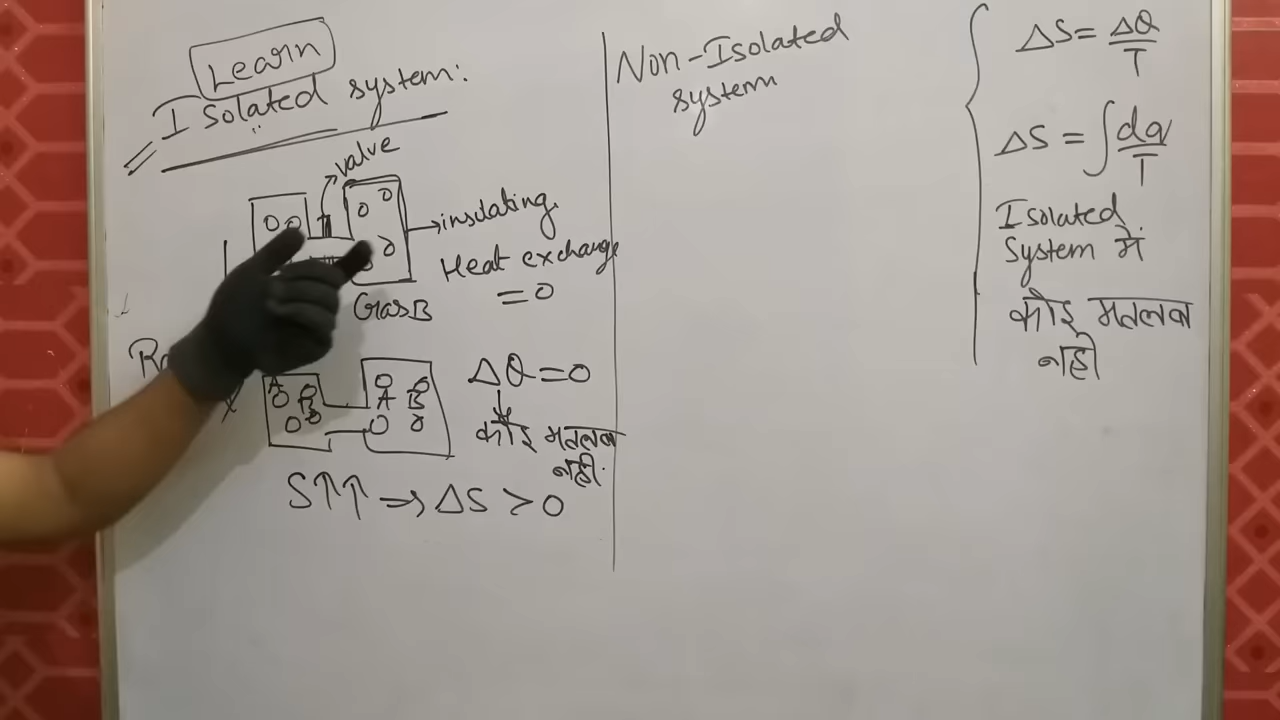 Learn
Isolated system:
valve
insulating.
Heat exchange
= 0
Gas B
A B
A B
ΔQ = 0
कोई मतलब
नही.
S↑↑ ⇒ ΔS > 0
Non-Isolated
system
ΔS = ΔQ/T
ΔS = ∫dq/T
Isolated
System मे
कोई मतलब
नही